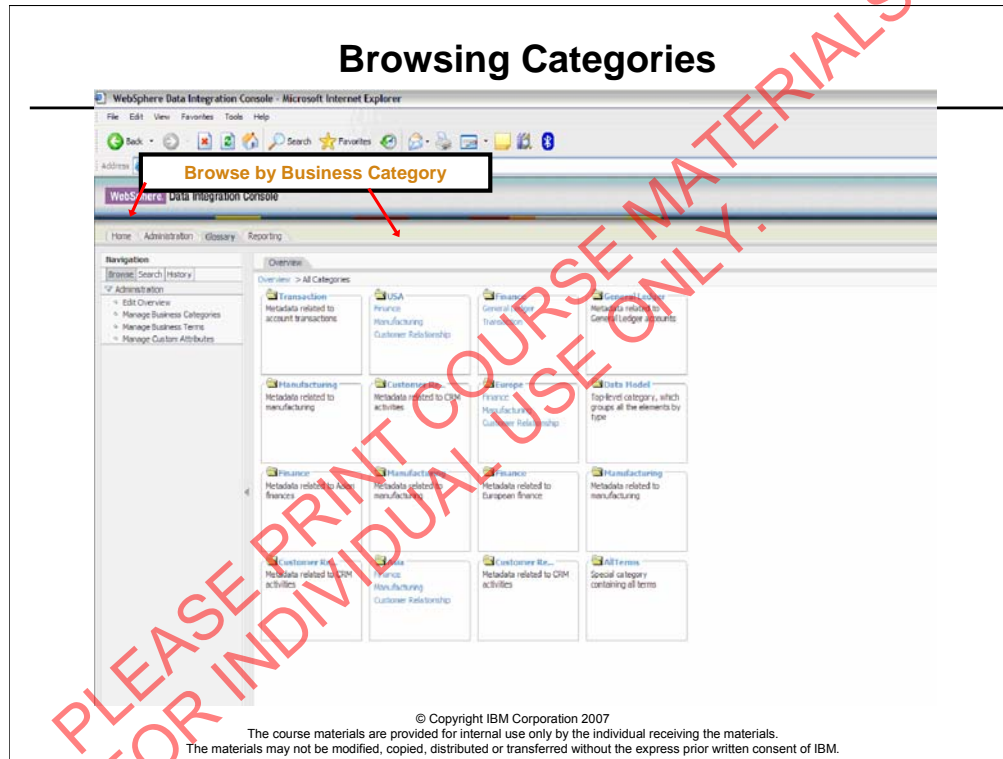 Browsing Categories
WebSphere Data Integration Console - Microsoft Internet Explorer
File Edit View Favorites Tools Help
Back Search Favorites
Address
Browse by Business Category
WebSphere. Data Integration Console
Home Administration Glossary Reporting
Navigation
Browse Search History
Administration
Edit Overview
Manage Business Categories
Manage Business Terms
Manage Custom Attributes
Overview
Overview > All Categories
Transaction
Metadata related to
account transactions
USA
Finance
Manufacturing
Customer Relationship
Finance
General Ledger
Transaction
General Ledger
Metadata related to
General Ledger accounts
Manufacturing
Metadata related to
manufacturing
Customer Re...
Metadata related to CRM
activities
Europe
Finance
Manufacturing
Customer Relationship
Data Model
Top-level category, which
groups all the elements by
type
Finance
Metadata related to Asian
finances
Manufacturing
Metadata related to
manufacturing
Finance
Metadata related to
European finance
Manufacturing
Metadata related to
manufacturing
Customer Re...
Metadata related to CRM
activities
Asia
Finance
Manufacturing
Customer Relationship
Customer Re...
Metadata related to CRM
activities
AllTerms
Special category
containing all terms
PLEASE PRINT COURSE MATERIALS
FOR INDIVIDUAL USE ONLY.
© Copyright IBM Corporation 2007
The course materials are provided for internal use only by the individual receiving the materials.
The materials may not be modified, copied, distributed or transferred without the express prior written consent of IBM.